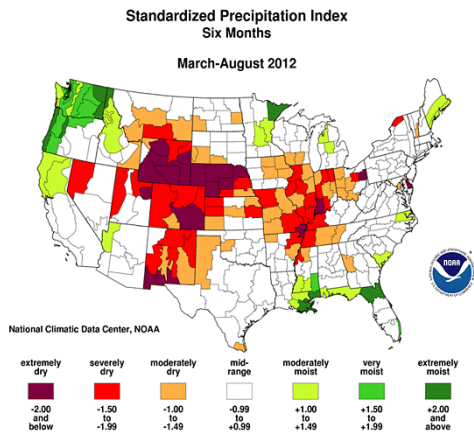 Standardized Precipitation Index
Six Months
March-August 2012
NOAA
National Climatic Data Center, NOAA
extremely dry
severely dry
moderately dry
mid-range
moderately moist
very moist
extremely moist
-2.00 and below
-1.50 to -1.99
-1.00 to -1.49
-0.99 to +0.99
+1.00 to +1.49
+1.50 to +1.99
+2.00 and above